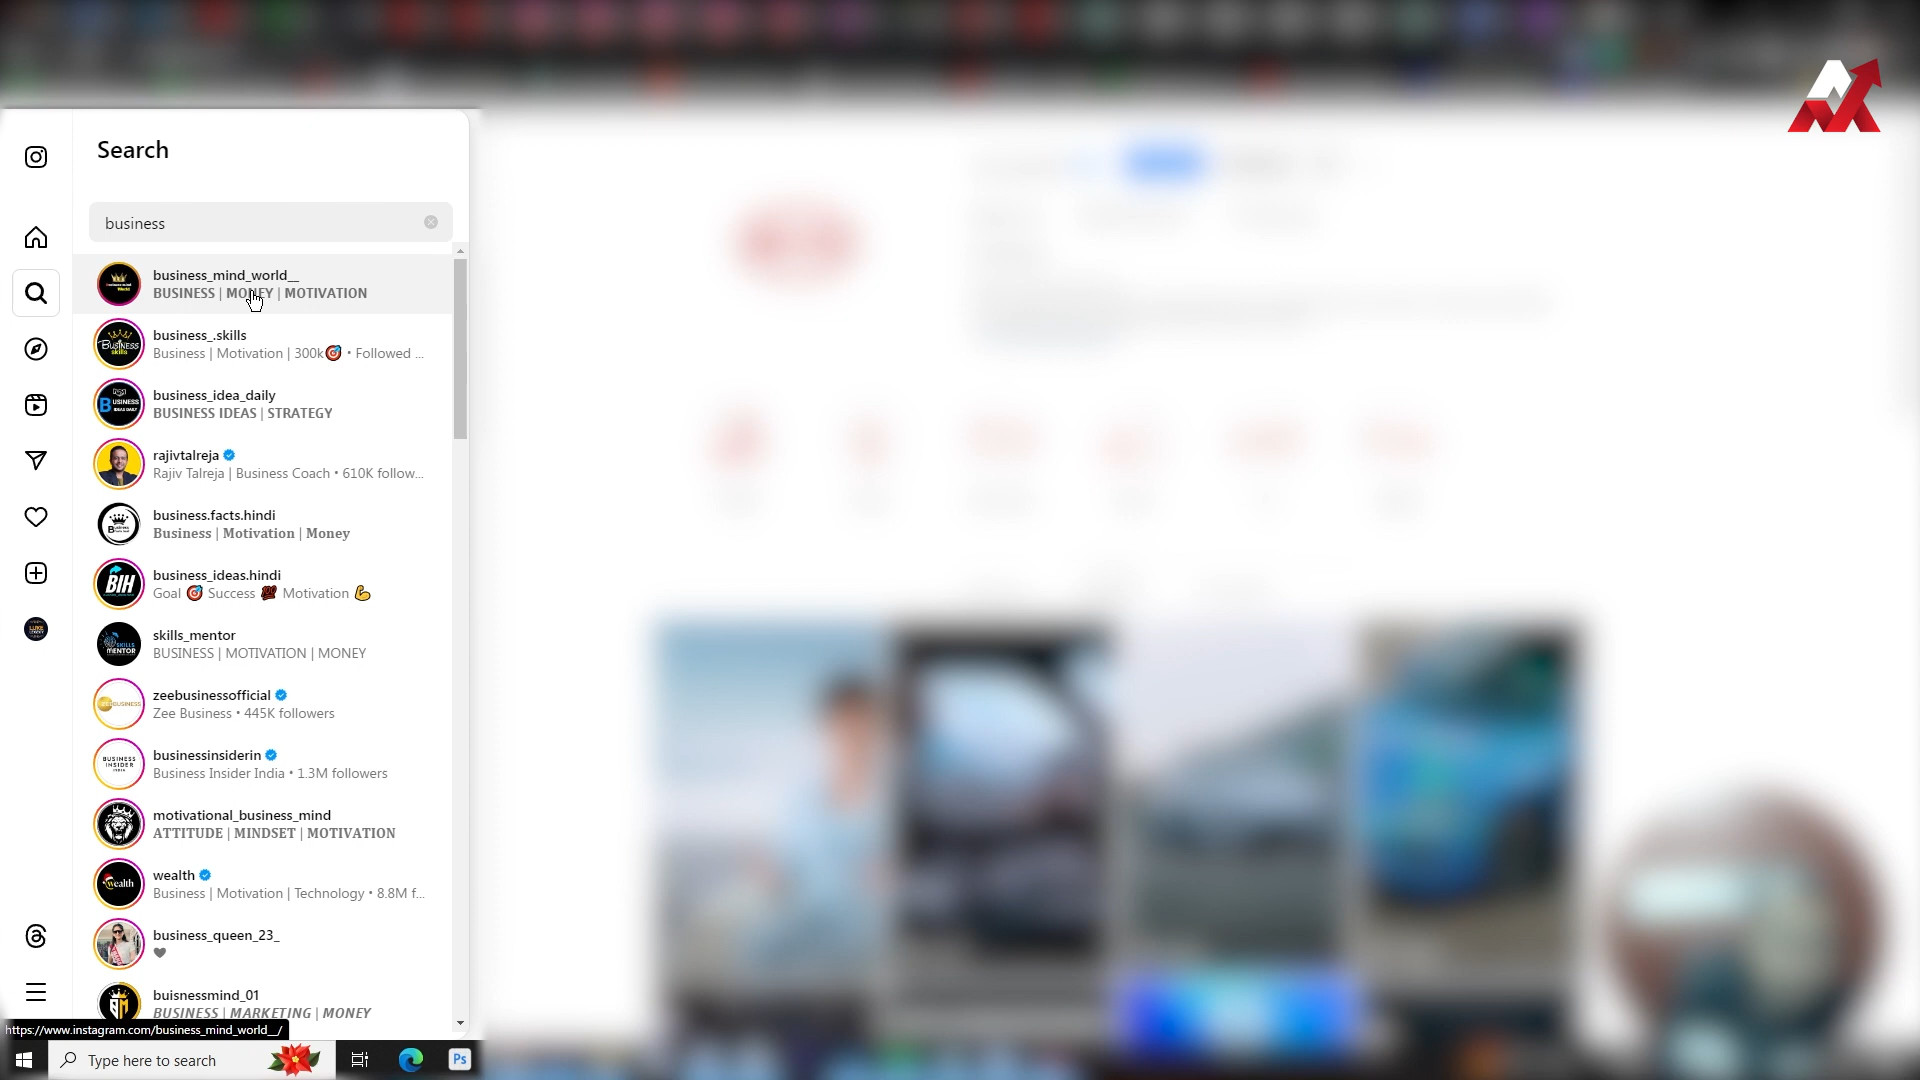 Search
business
business_mind_world__
BUSINESS | MONEY | MOTIVATION
business_.skills
Business | Motivation | 300k🎯 • Followed ...
business_idea_daily
BUSINESS IDEAS | STRATEGY
rajivtalreja
Rajiv Talreja | Business Coach • 610K follow...
business.facts.hindi
Business | Motivation | Money
business_ideas.hindi
Goal 🎯 Success 💯 Motivation 💪
skills_mentor
BUSINESS | MOTIVATION | MONEY
zeebusinessofficial
Zee Business • 445K followers
businessinsiderin
Business Insider India • 1.3M followers
motivational_business_mind
ATTITUDE | MINDSET | MOTIVATION
wealth
Business | Motivation | Technology • 8.8M f...
business_queen_23_
🖤
buisnessmind_01
BUSINESS | MARKETING | MONEY
https://www.instagram.com/business_mind_world__/
Type here to search
Ps